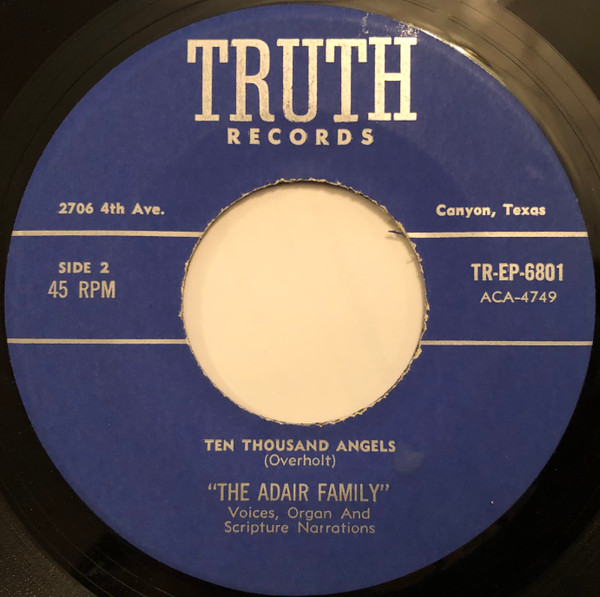 TRUTH
RECORDS
2706 4th Ave.
Canyon, Texas
SIDE 2
45 RPM
TR-EP-6801
ACA-4749
TEN THOUSAND ANGELS
(Overholt)
"THE ADAIR FAMILY"
Voices, Organ And
Scripture Narrations